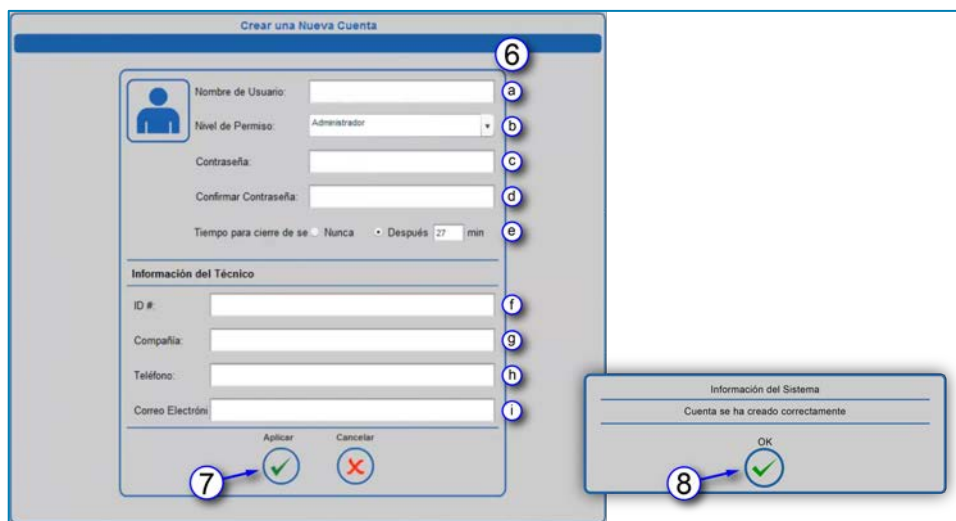 Crear una Nueva Cuenta
6
Nombre de Usuario: a
Nivel de Permiso: Administrador b
Contraseña: c
Confirmar Contraseña: d
Tiempo para cierre de se Nunca Después 27 min e
Información del Técnico
ID #: f
Compañía: g
Teléfono: h
Correo Electróni i
Aplicar Cancelar
7
Información del Sistema
Cuenta se ha creado correctamente
OK
8